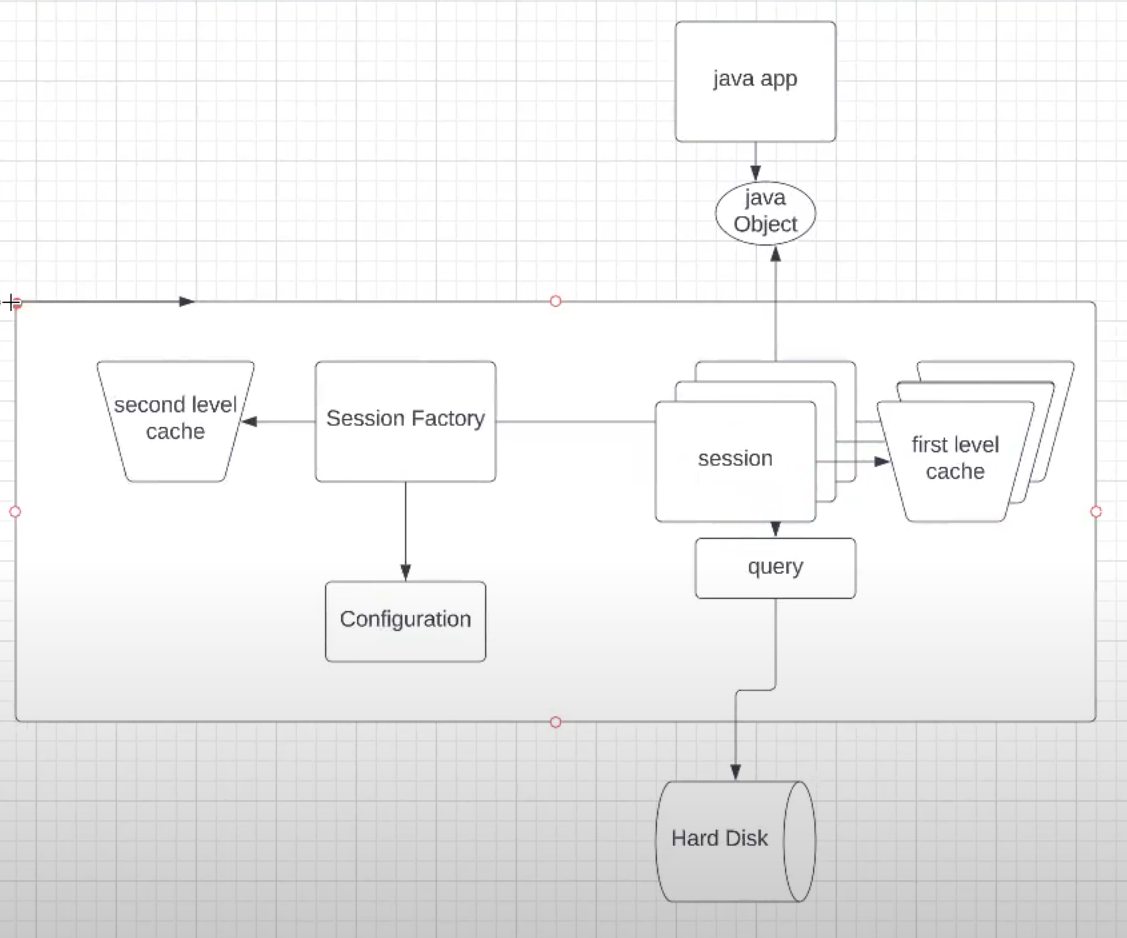 java app
java
Object
second level
cache
Session Factory
session
first level
cache
query
Configuration
Hard Disk